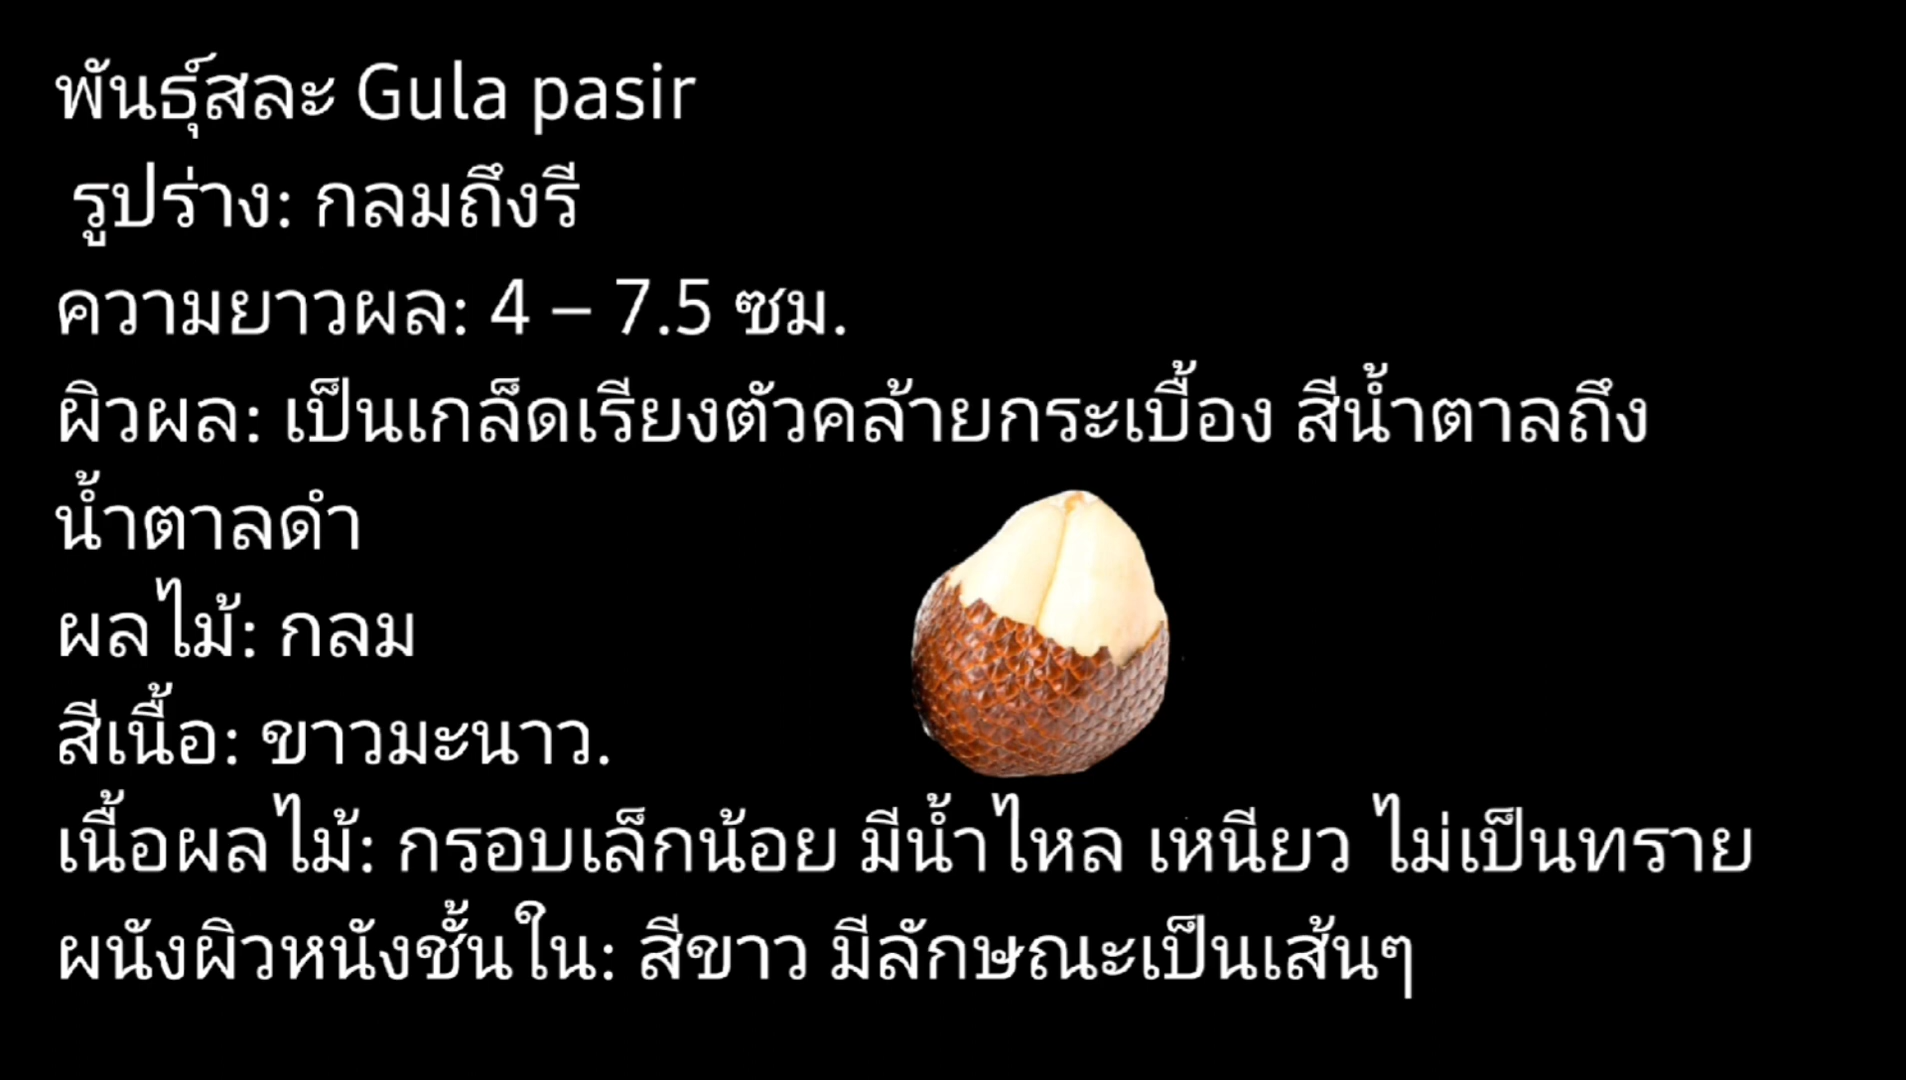 พันธุ์สละ Gula pasir
รูปร่าง: กลมถึงรี
ความยาวผล: 4 – 7.5 ซม.
ผิวผล: เป็นเกล็ดเรียงตัวคล้ายกระเบื้อง สีน้ำตาลถึง
น้ำตาลดำ
ผลไม้: กลม
สีเนื้อ: ขาวมะนาว.
เนื้อผลไม้: กรอบเล็กน้อย มีน้ำไหล เหนียว ไม่เป็นทราย
ผนังผิวหนังชั้นใน: สีขาว มีลักษณะเป็นเส้นๆ